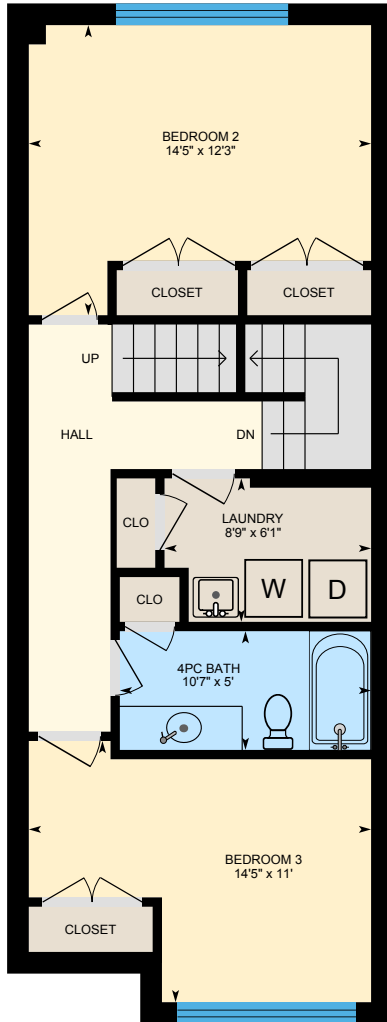 BEDROOM 2
14'5" x 12'3"
CLOSET
CLOSET
UP
HALL
DN
CLO
LAUNDRY
8'9" x 6'1"
W
D
CLO
4PC BATH
10'7" x 5'
BEDROOM 3
14'5" x 11'
CLOSET